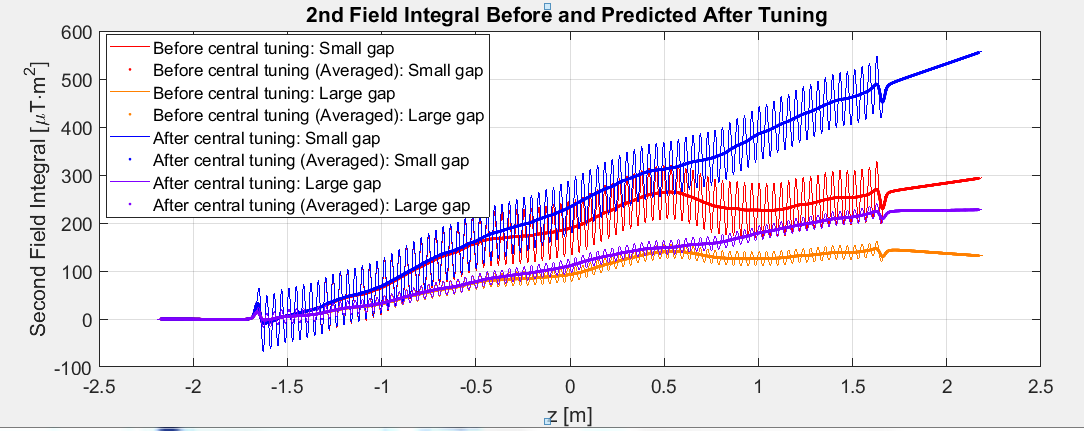 2nd Field Integral Before and Predicted After Tuning
600
500
400
300
200
100
0
-100
Second Field Integral [μT·m²]
Before central tuning: Small gap
Before central tuning (Averaged): Small gap
Before central tuning: Large gap
Before central tuning (Averaged): Large gap
After central tuning: Small gap
After central tuning (Averaged): Small gap
After central tuning: Large gap
After central tuning (Averaged): Large gap
-2.5 -2 -1.5 -1 -0.5 0 0.5 1 1.5 2 2.5
z [m]